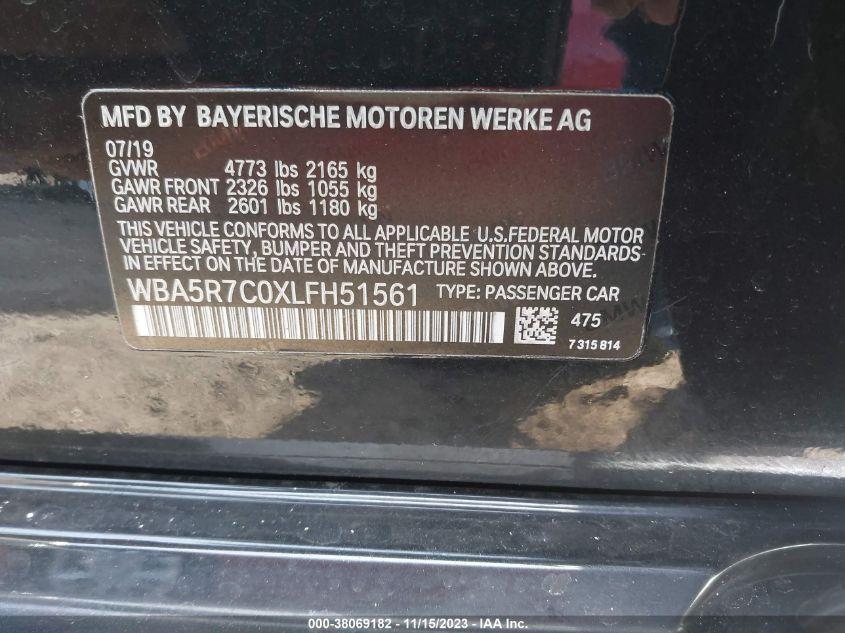 MFD BY BAYERISCHE MOTOREN WERKE AG
07/19
GVWR 4773 lbs 2165 kg
GAWR FRONT 2326 lbs 1055 kg
GAWR REAR 2601 lbs 1180 kg
THIS VEHICLE CONFORMS TO ALL APPLICABLE U.S.FEDERAL MOTOR
VEHICLE SAFETY, BUMPER AND THEFT PREVENTION STANDARDS
IN EFFECT ON THE DATE OF MANUFACTURE SHOWN ABOVE.
WBA5R7C0XLFH51561 TYPE: PASSENGER CAR
475
7 315 814
000-38069182 - 11/15/2023 - IAA Inc.